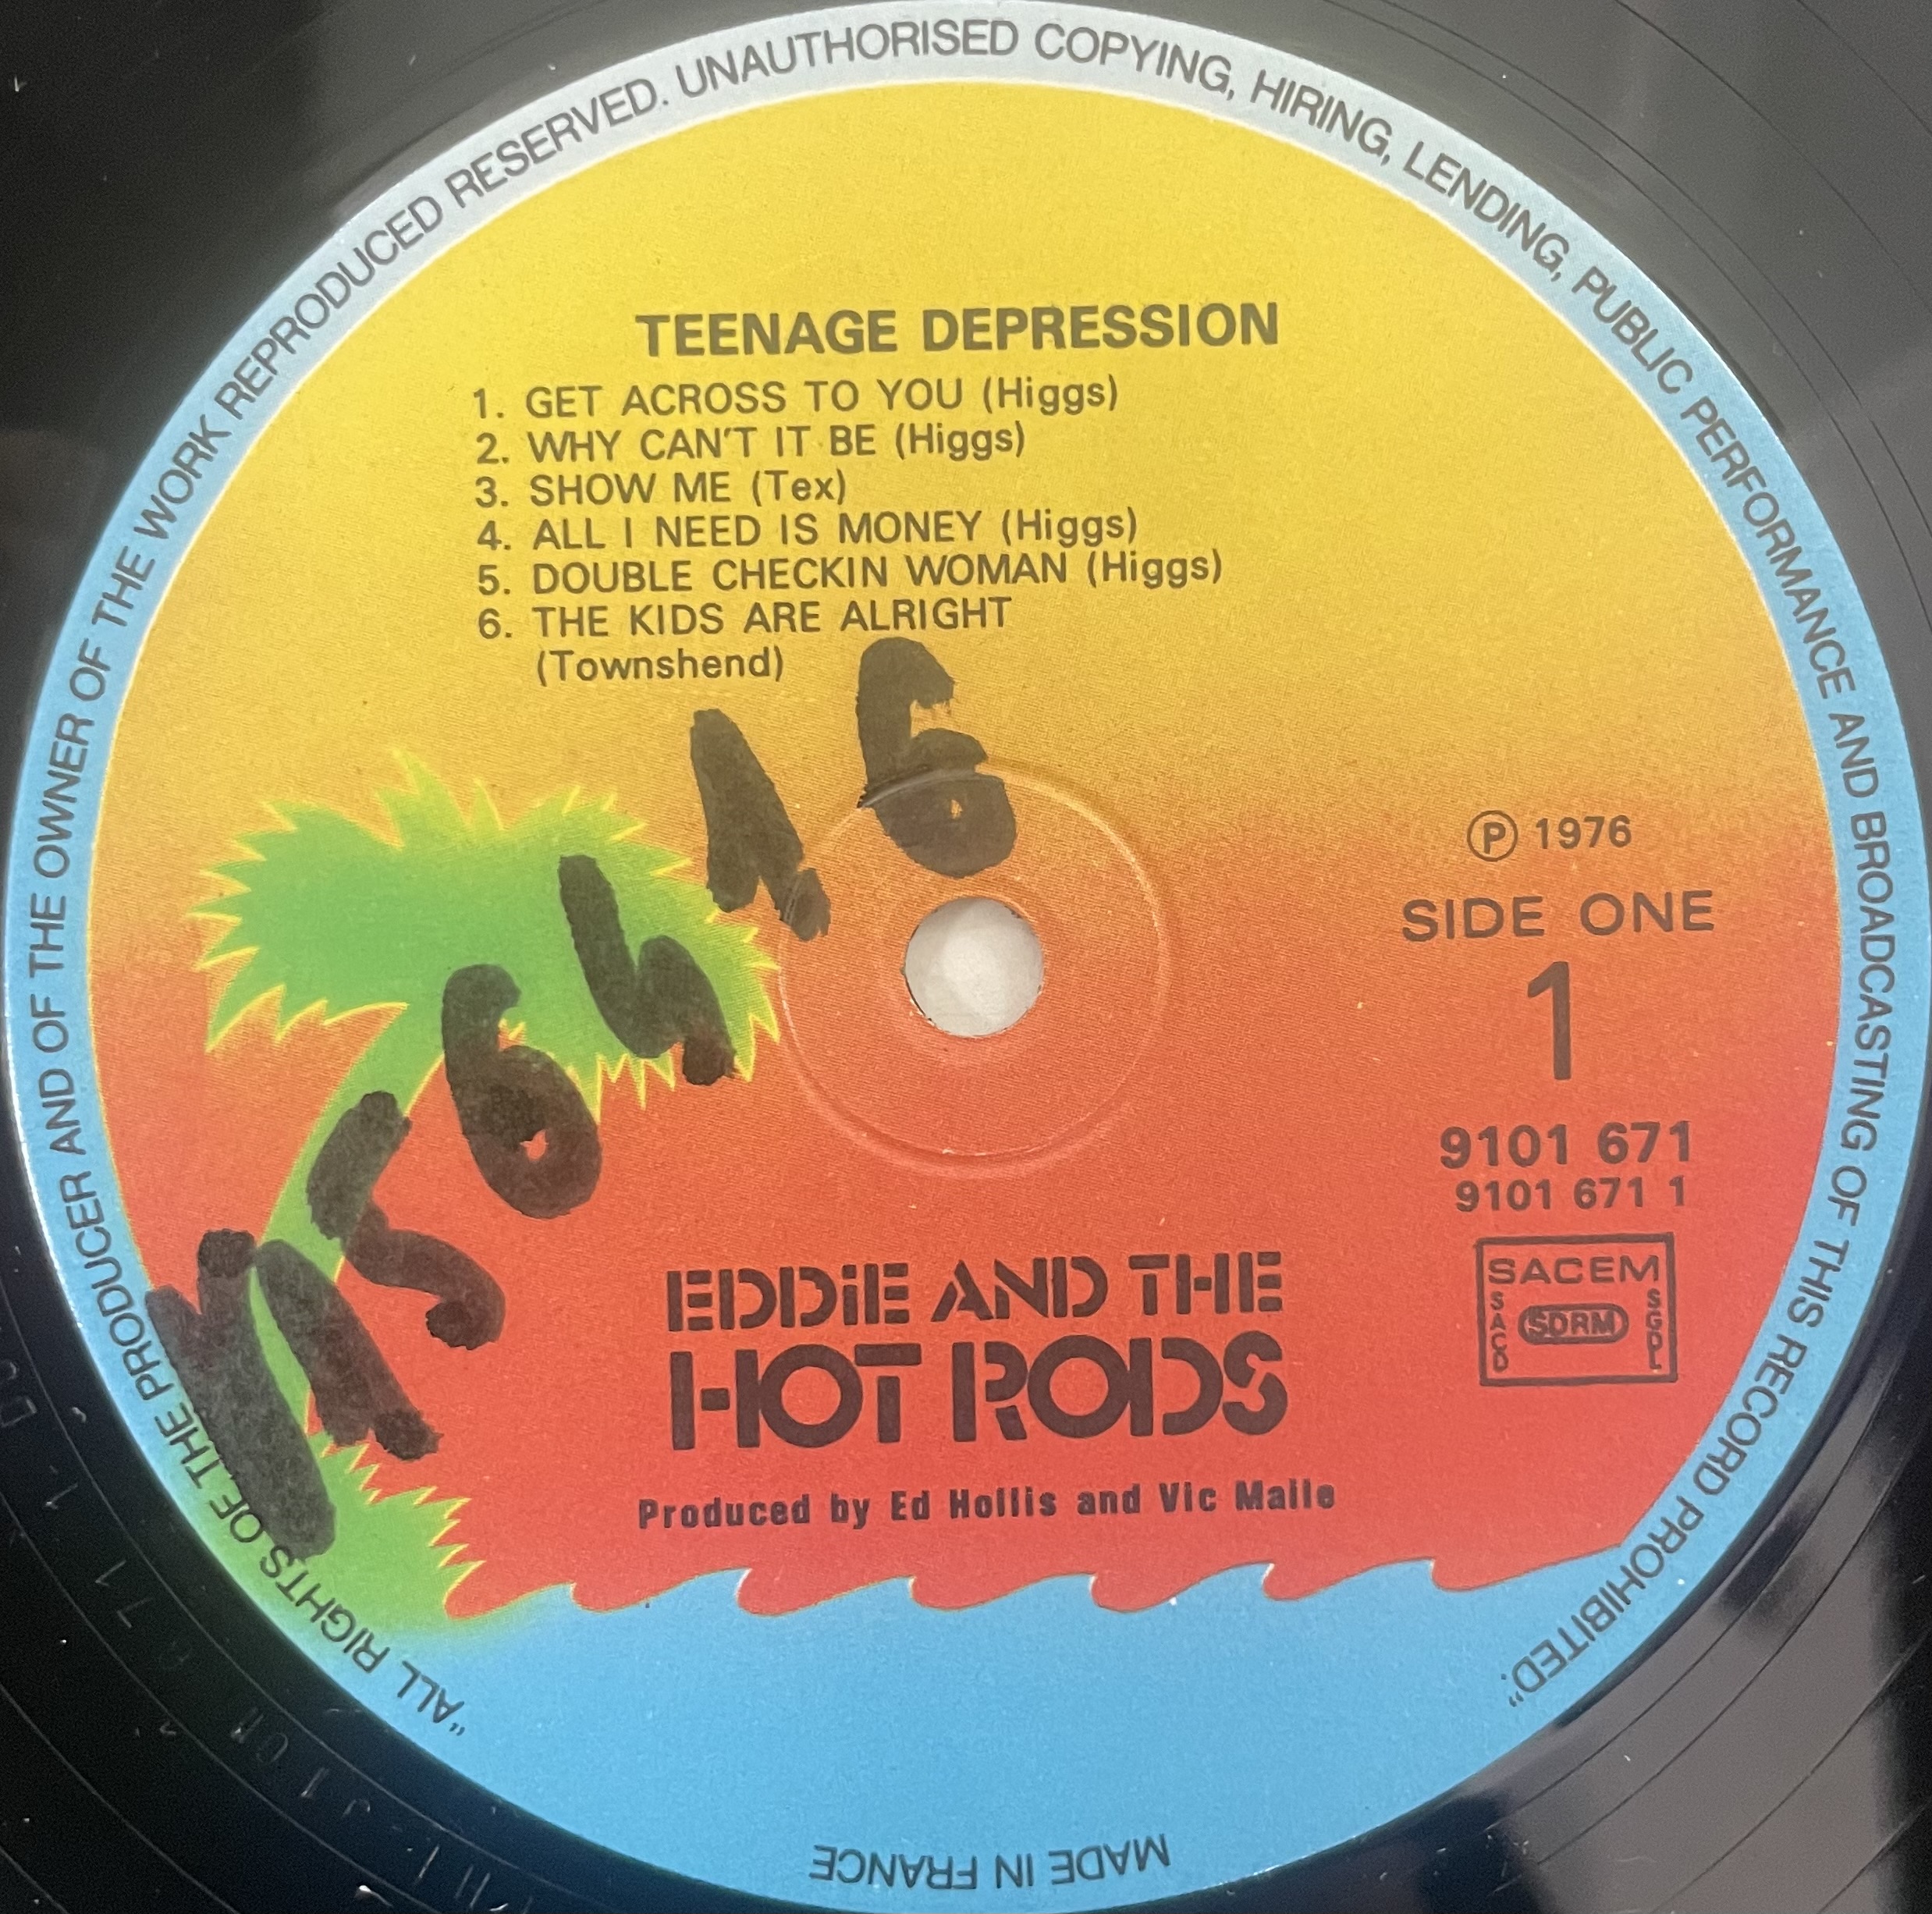 "ALL RIGHTS OF THE PRODUCER AND OF THE OWNER OF THE WORK REPRODUCED RESERVED. UNAUTHORISED COPYING, HIRING, LENDING, PUBLIC PERFORMANCE AND BROADCASTING OF THIS RECORD PROHIBITED."
TEENAGE DEPRESSION
1. GET ACROSS TO YOU (Higgs)
2. WHY CAN'T IT BE (Higgs)
3. SHOW ME (Tex)
4. ALL I NEED IS MONEY (Higgs)
5. DOUBLE CHECKIN WOMAN (Higgs)
6. THE KIDS ARE ALRIGHT
(Townshend)
℗ 1976
SIDE ONE
1
9101 671
9101 671 1
SACEM
SACD
SDRM
SGDL
EDDiE AND THE
HOT RODS
Produced by Ed Hollis and Vic Maile
MADE IN FRANCE